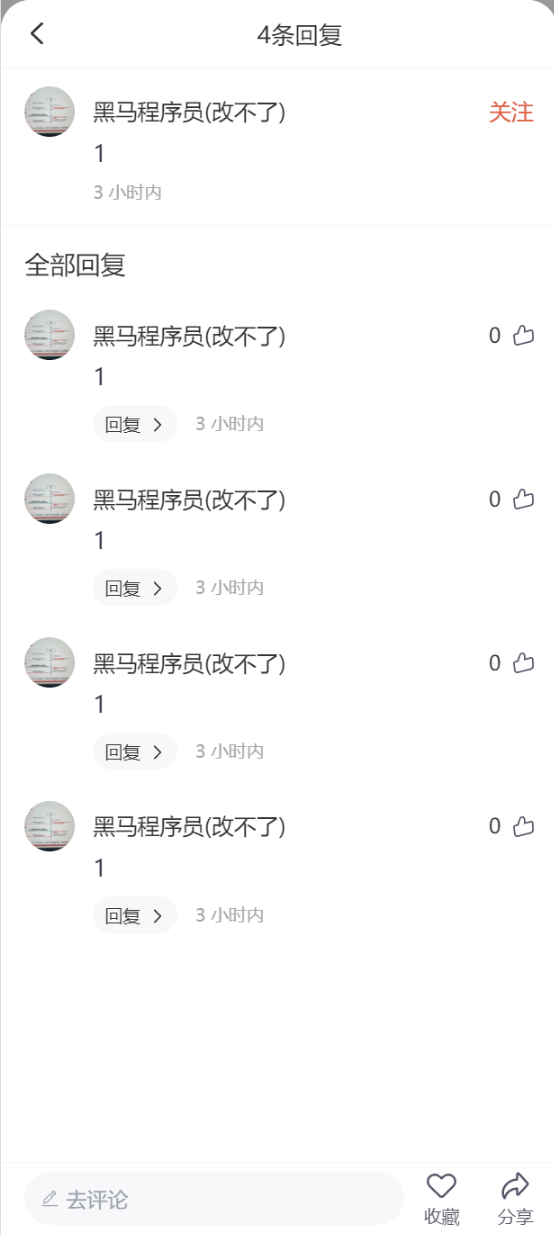 4条回复
黑马程序员(改不了)
关注
1
3 小时内
全部回复
黑马程序员(改不了)
0
1
回复
3 小时内
黑马程序员(改不了)
0
1
回复
3 小时内
黑马程序员(改不了)
0
1
回复
3 小时内
黑马程序员(改不了)
0
1
回复
3 小时内
去评论
收藏
分享